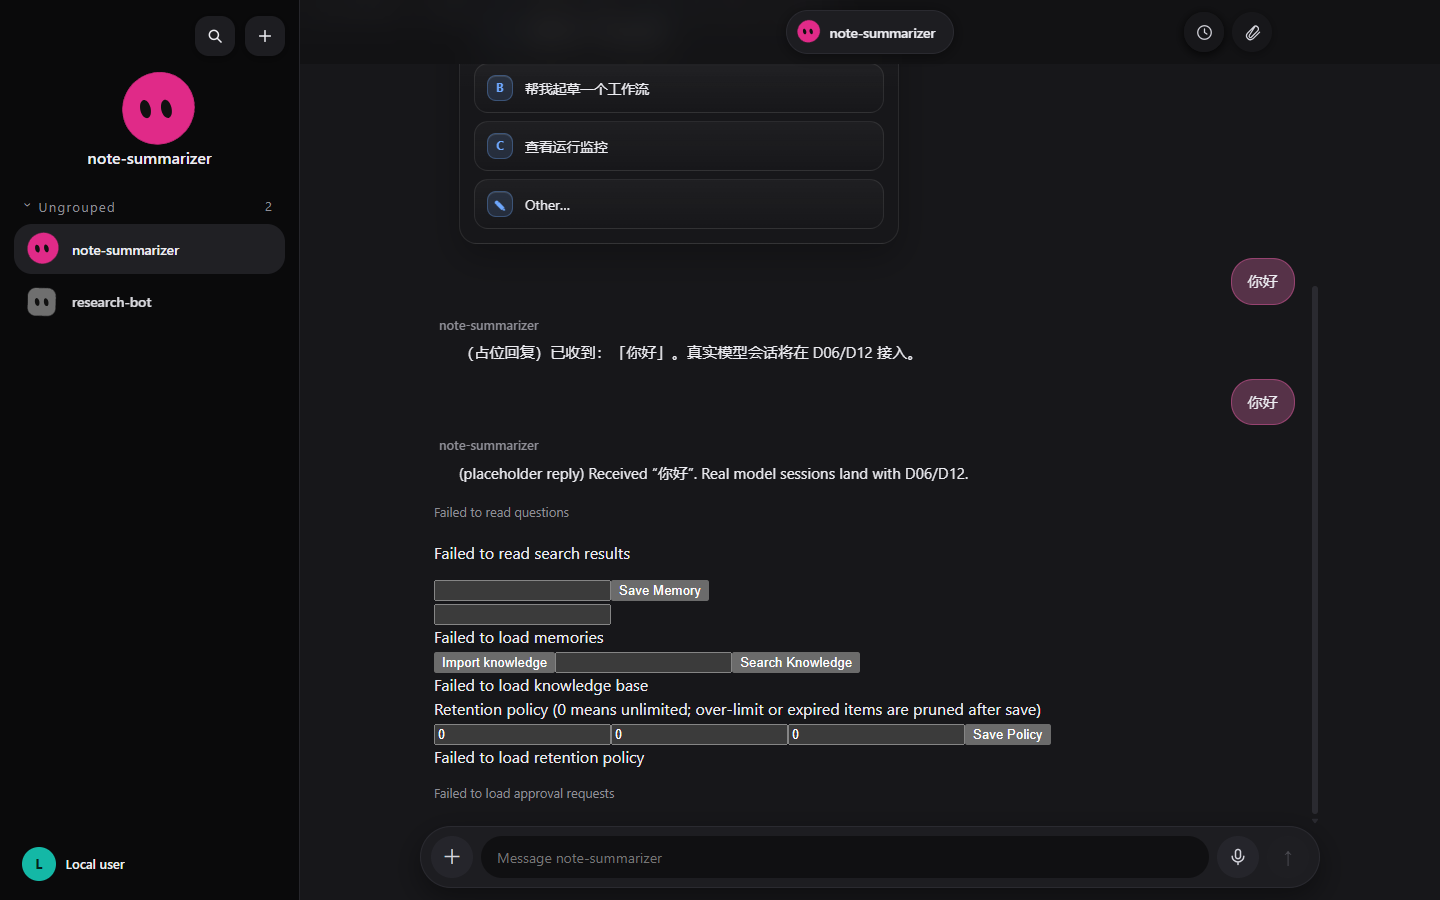 note-summarizer
Ungrouped
2
note-summarizer
research-bot
L
Local user
note-summarizer
B
帮我起草一个工作流
C
查看运行监控
Other...
你好
note-summarizer
（占位回复）已收到：「你好」。真实模型会话将在 D06/D12 接入。
你好
note-summarizer
(placeholder reply) Received “你好”. Real model sessions land with D06/D12.
Failed to read questions
Failed to read search results
Save Memory
Failed to load memories
Import knowledge
Search Knowledge
Failed to load knowledge base
Retention policy (0 means unlimited; over-limit or expired items are pruned after save)
0
0
0
Save Policy
Failed to load retention policy
Failed to load approval requests
Message note-summarizer